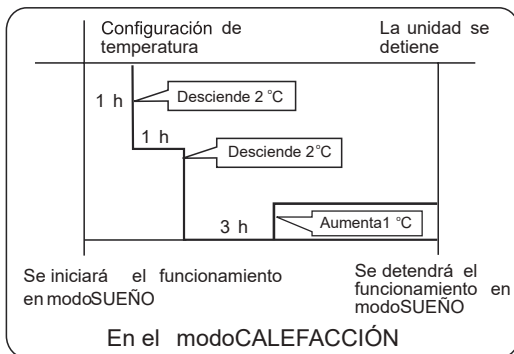 Configuración de
temperatura
La unidad se
detiene
1 h
Desciende 2 °C
1 h
Desciende 2°C
3 h
Aumenta1 °C
Se iniciará el funcionamiento
en modoSUEÑO
Se detendrá el
funcionamiento en
modoSUEÑO
En el modoCALEFACCIÓN